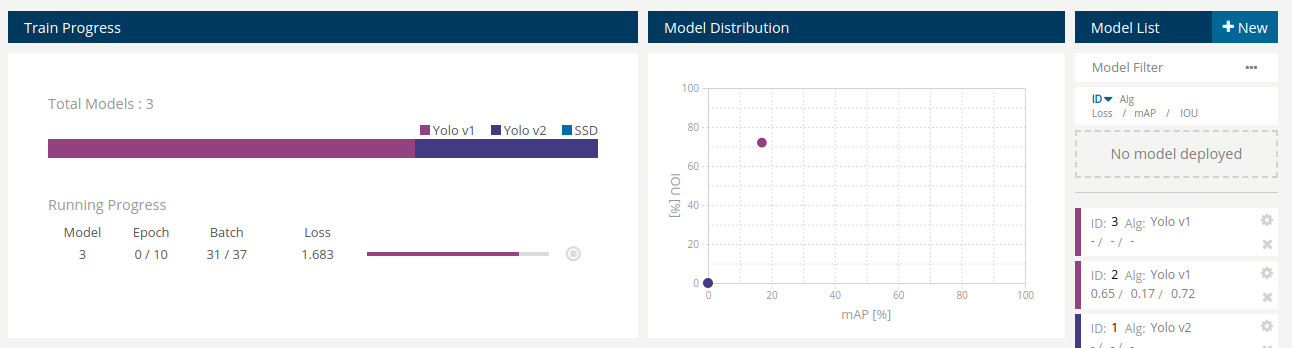 Train Progress
Total Models : 3
Yolo v1 Yolo v2 SSD
Running Progress
Model Epoch Batch Loss
3 0 / 10 31 / 37 1.683
Model Distribution
100
80
60
40
20
0
IOU [%]
0 20 40 60 80 100
mAP [%]
Model List
+ New
Model Filter •••
ID Alg
Loss / mAP / IOU
No model deployed
ID: 3 Alg: Yolo v1
- / - / -
ID: 2 Alg: Yolo v1
0.65 / 0.17 / 0.72
ID: 1 Alg: Yolo v2
- / - / -